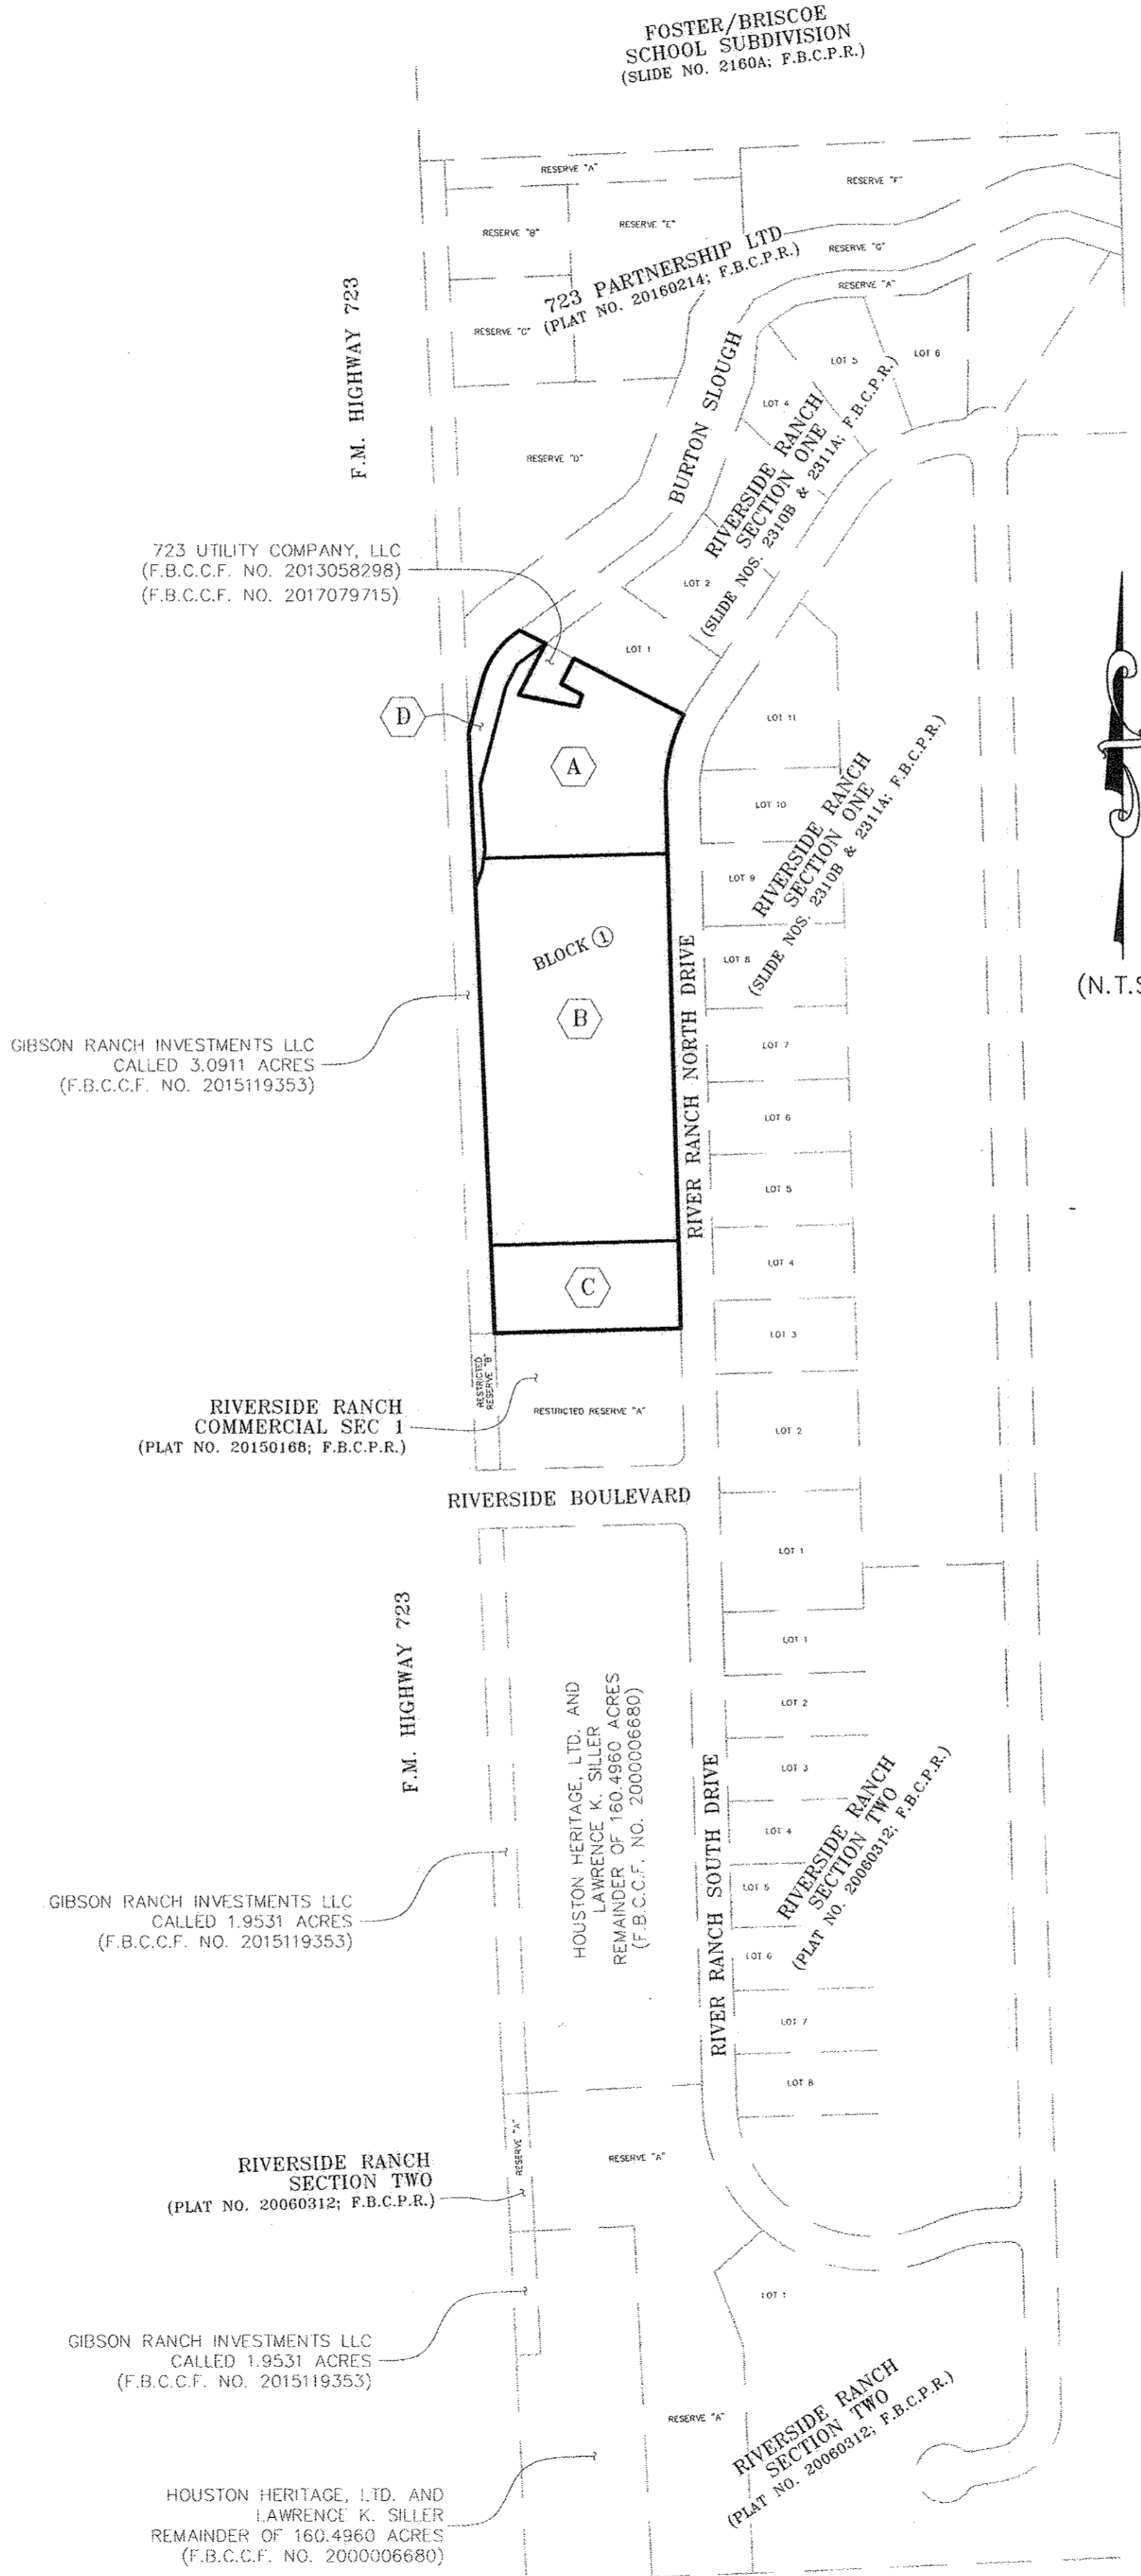 FOSTER/BRISCOE
SCHOOL SUBDIVISION
(SLIDE NO. 2160A; F.B.C.P.R.)
RESERVE "A"
RESERVE "F"
RESERVE "B"
RESERVE "E"
723 PARTNERSHIP LTD
(PLAT NO. 20160214; F.B.C.P.R.)
RESERVE "G"
RESERVE "A"
RESERVE "C"
F.M. HIGHWAY 723
BURTON SLOUGH
LOT 5
LOT 6
LOT 4
RESERVE "D"
RIVERSIDE RANCH
SECTION ONE
(SLIDE NOS. 2310B & 2311A; F.B.C.P.R.)
723 UTILITY COMPANY, LLC
(F.B.C.C.F. NO. 2013058298)
(F.B.C.C.F. NO. 2017079715)
LOT 2
LOT 1
D
A
LOT 11
LOT 10
RIVERSIDE RANCH
SECTION ONE
(SLIDE NOS. 2310B & 2311A; F.B.C.P.R.)
LOT 9
LOT 8
BLOCK 1
B
RIVER RANCH NORTH DRIVE
(N.T.S
GIBSON RANCH INVESTMENTS LLC
CALLED 3.0911 ACRES
(F.B.C.C.F. NO. 2015119353)
LOT 7
LOT 6
LOT 5
LOT 4
C
LOT 3
RESTRICTED
RESERVE "B"
RIVERSIDE RANCH
COMMERCIAL SEC 1
(PLAT NO. 20150168; F.B.C.P.R.)
RESTRICTED RESERVE "A"
LOT 2
RIVERSIDE BOULEVARD
LOT 1
F.M. HIGHWAY 723
LOT 1
LOT 2
LOT 3
LOT 4
LOT 5
LOT 6
LOT 7
LOT 8
HOUSTON HERITAGE, LTD. AND
LAWRENCE K. SILLER
REMAINDER OF 160.4960 ACRES
(F.B.C.C.F. NO. 2000006680)
RIVER RANCH SOUTH DRIVE
RIVERSIDE RANCH
SECTION TWO
(PLAT NO. 20060312; F.B.C.P.R.)
GIBSON RANCH INVESTMENTS LLC
CALLED 1.9531 ACRES
(F.B.C.C.F. NO. 2015119353)
RESERVE "A"
RESERVE "A"
RIVERSIDE RANCH
SECTION TWO
(PLAT NO. 20060312; F.B.C.P.R.)
LOT 1
GIBSON RANCH INVESTMENTS LLC
CALLED 1.9531 ACRES
(F.B.C.C.F. NO. 2015119353)
RESERVE "A"
RIVERSIDE RANCH
SECTION TWO
(PLAT NO. 20060312; F.B.C.P.R.)
HOUSTON HERITAGE, LTD. AND
LAWRENCE K. SILLER
REMAINDER OF 160.4960 ACRES
(F.B.C.C.F. NO. 2000006680)